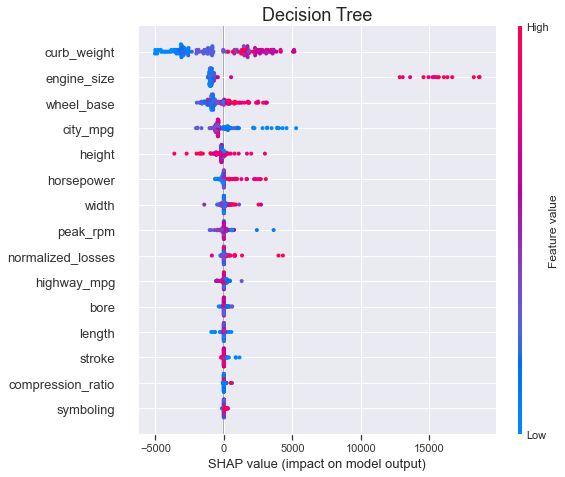 Decision Tree
High
curb_weight
engine_size
wheel_base
city_mpg
height
horsepower
width
peak_rpm
normalized_losses
highway_mpg
bore
length
stroke
compression_ratio
symboling
Feature value
Low
−5000 0 5000 10000 15000
SHAP value (impact on model output)